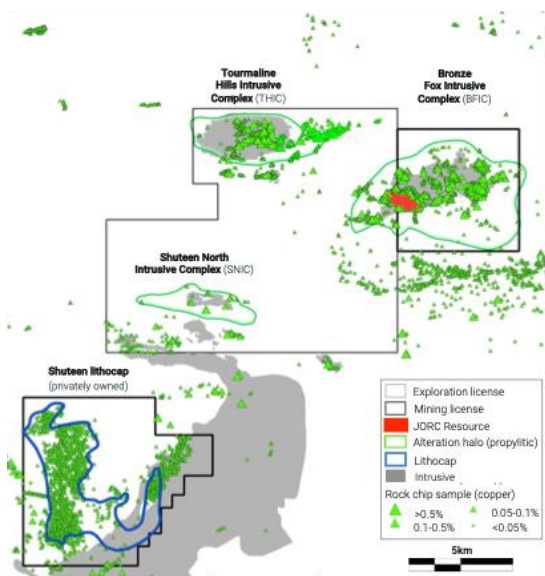 Tourmaline
Hills Intrusive
Complex (THIC)
Bronze
Fox Intrusive
Complex (BFIC)
Shuteen North
Intrusive Complex (SNIC)
Shuteen lithocap
(privately owned)
Exploration license
Mining license
JORC Resource
Alteration halo (propylitic)
Lithocap
Intrusive
Rock chip sample (copper)
>0.5%
0.05-0.1%
0.1-0.5%
<0.05%
5km